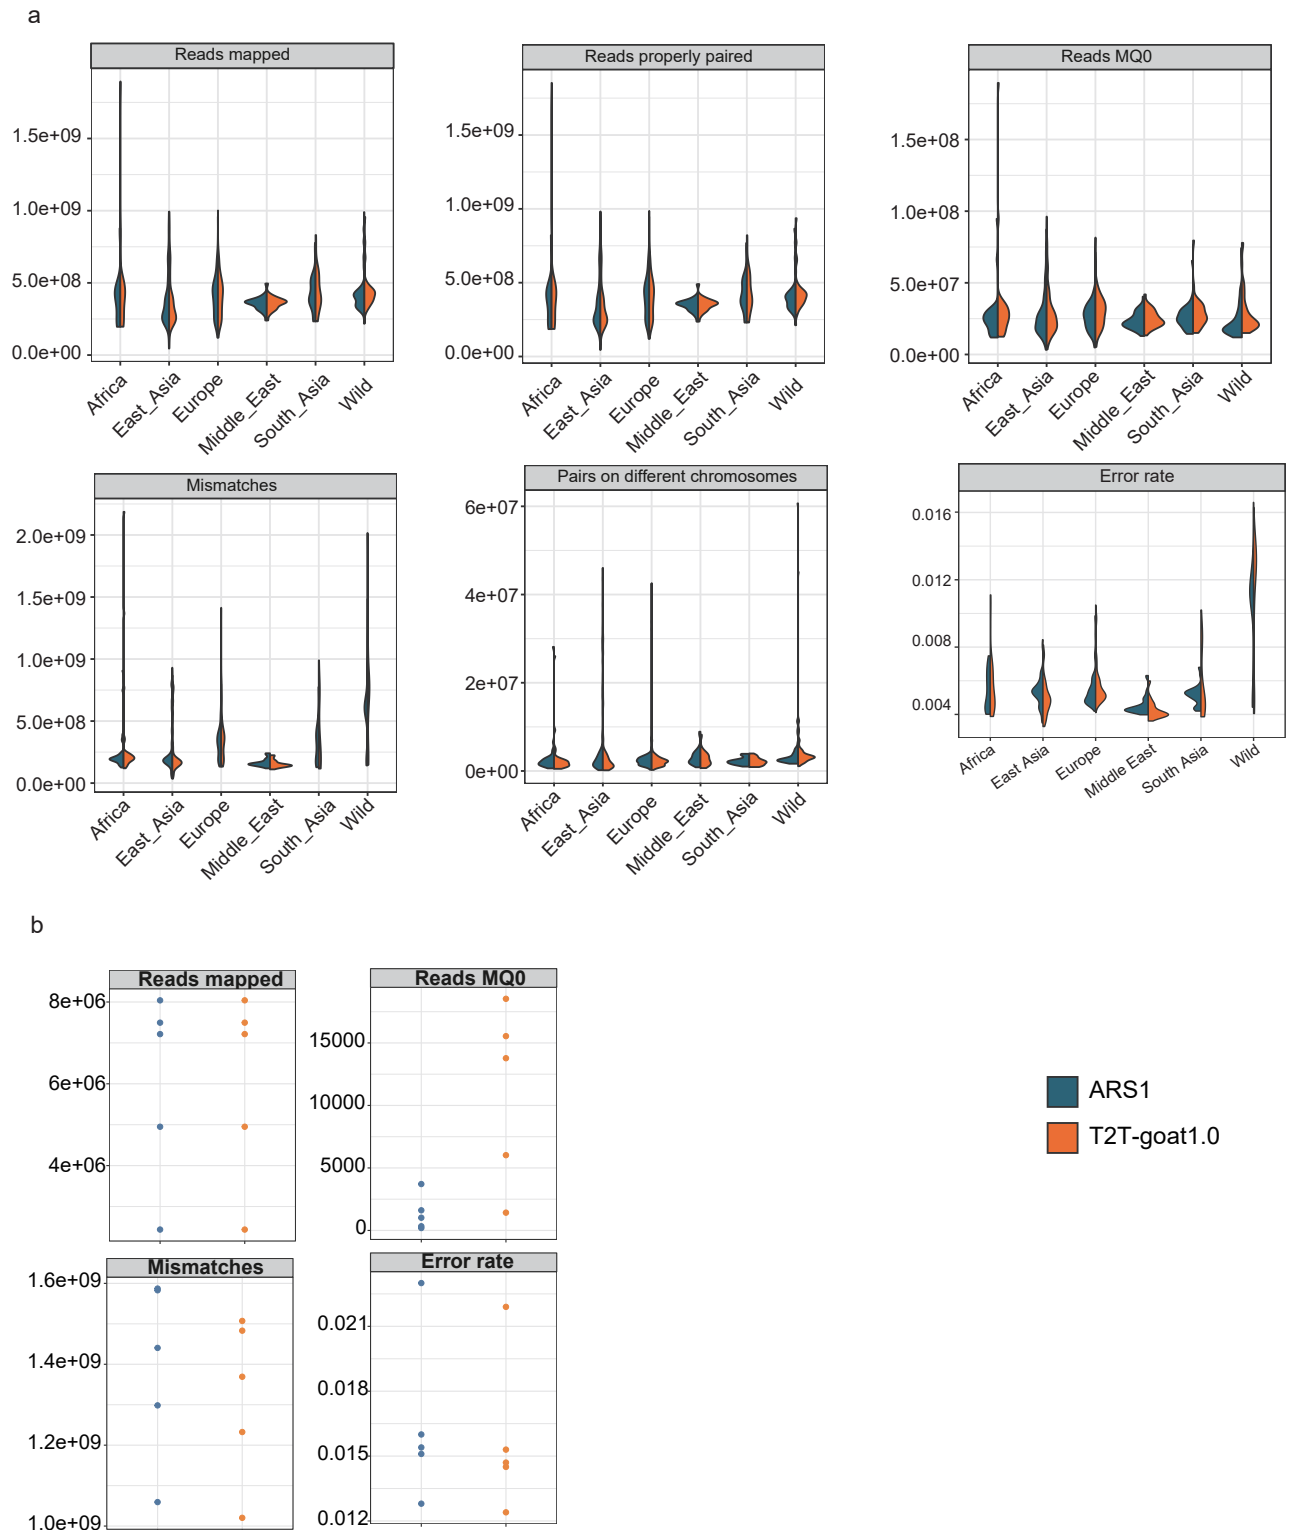 a
Reads mapped
1.5e+09
1.0e+09
5.0e+08
0.0e+00
Africa
East_Asia
Europe
Middle_East
South_Asia
Wild
Reads properly paired
1.5e+09
1.0e+09
5.0e+08
0.0e+00
Africa
East_Asia
Europe
Middle_East
South_Asia
Wild
Reads MQ0
1.5e+08
1.0e+08
5.0e+07
0.0e+00
Africa
East_Asia
Europe
Middle_East
South_Asia
Wild
Mismatches
2.0e+09
1.5e+09
1.0e+09
5.0e+08
0.0e+00
Africa
East_Asia
Europe
Middle_East
South_Asia
Wild
Pairs on different chromosomes
6e+07
4e+07
2e+07
0e+00
Africa
East_Asia
Europe
Middle_East
South_Asia
Wild
Error rate
0.016
0.012
0.008
0.004
Africa
East Asia
Europe
Middle East
South Asia
Wild
b
Reads mapped
8e+06
6e+06
4e+06
Reads MQ0
15000
10000
5000
0
Mismatches
1.6e+09
1.4e+09
1.2e+09
1.0e+09
Error rate
0.021
0.018
0.015
0.012
ARS1
T2T-goat1.0